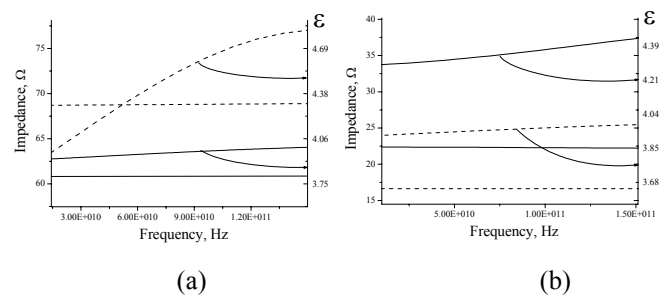 ε
75
70
65
60
Impedance, Ω
4.69
4.38
4.06
3.75
3.00E+010 6.00E+010 9.00E+010 1.20E+011
Frequency, Hz
(a)
ε
40
35
30
25
20
15
Impedance, Ω
4.39
4.21
4.04
3.85
3.68
5.00E+010 1.00E+011 1.50E+011
Frequency, Hz
(b)